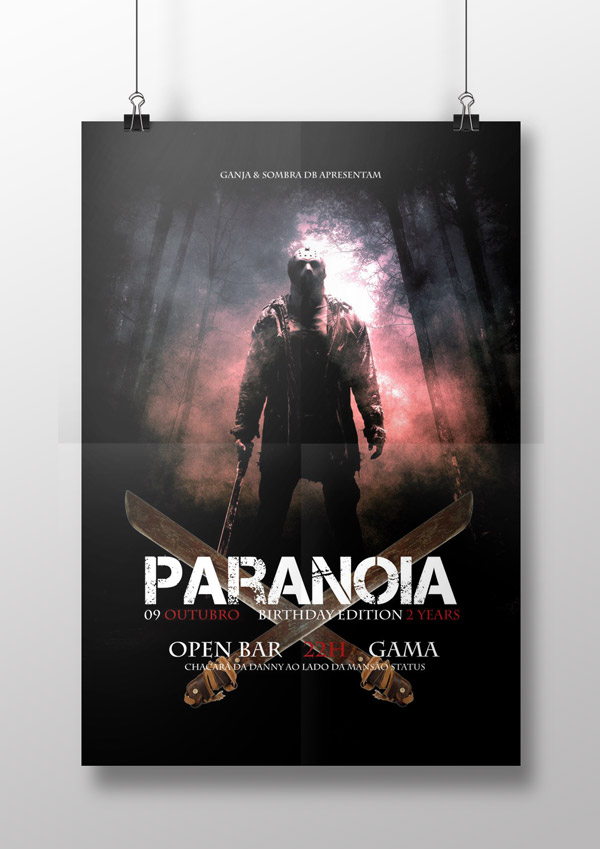 GANJA & SOMBRA DB APRESENTAM
PARANOIA
09 OUTUBRO BIRTHDAY EDITION 2 YEARS
OPEN BAR 22H GAMA
CHACARA DA DANNY AO LADO DA MANSÃO STATUS